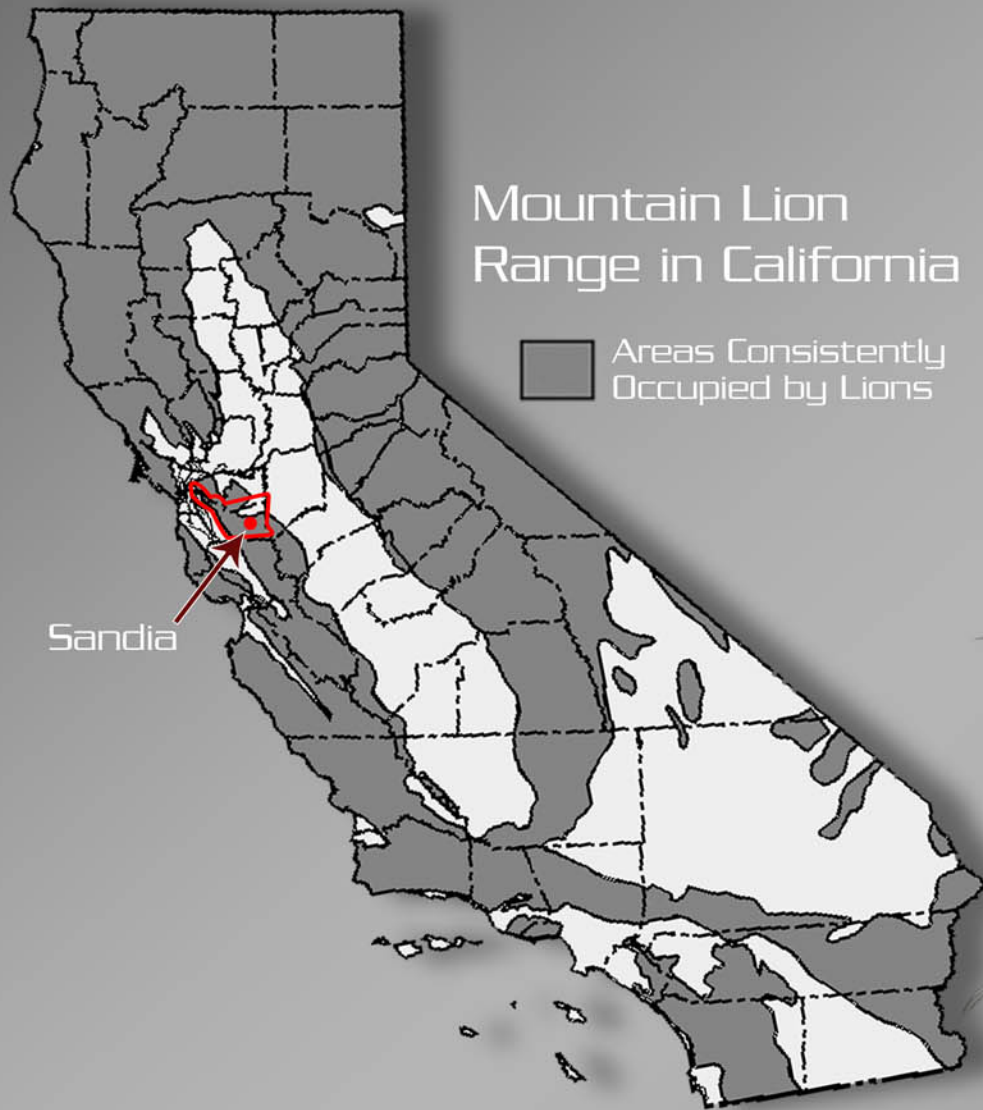 Mountain Lion
Range in California
Areas Consistently
Occupied by Lions
Sandia